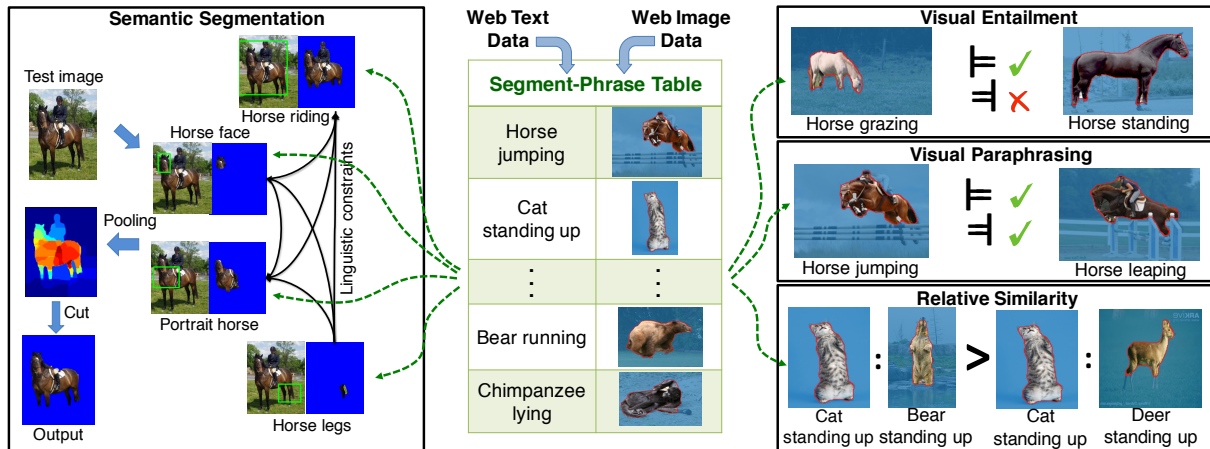 Semantic Segmentation
Test image
Horse riding
Horse face
Linguistic constraints
Pooling
Portrait horse
Cut
Output
Horse legs
Web Text
Data
Web Image
Data
Segment-Phrase Table
Horse
jumping
Cat
standing up
:
:
Bear running
Chimpanzee
lying
Visual Entailment
⊨ ✓
⫤ ✗
Horse grazing
Horse standing
Visual Paraphrasing
⊨ ✓
⫤ ✓
Horse jumping
Horse leaping
Relative Similarity
: > :
Cat
standing up
Bear
standing up
Cat
standing up
Deer
standing up